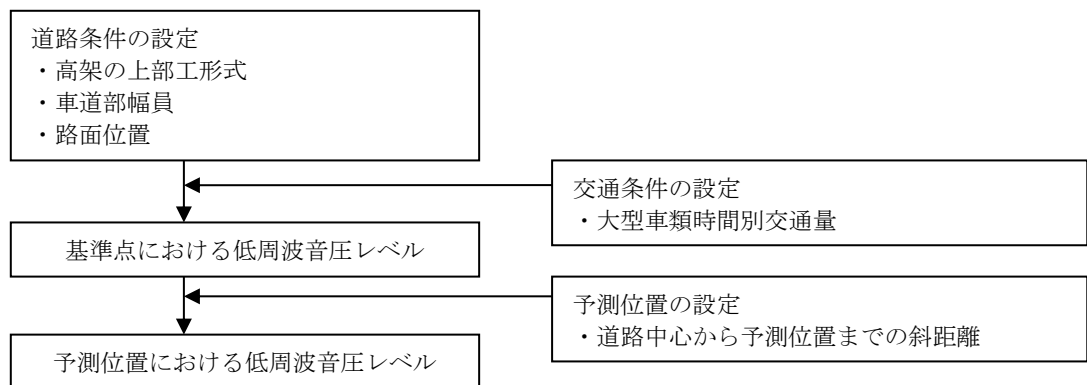 道路条件の設定
・高架の上部工形式
・車道部幅員
・路面位置
交通条件の設定
・大型車類時間別交通量
基準点における低周波音圧レベル
予測位置の設定
・道路中心から予測位置までの斜距離
予測位置における低周波音圧レベル